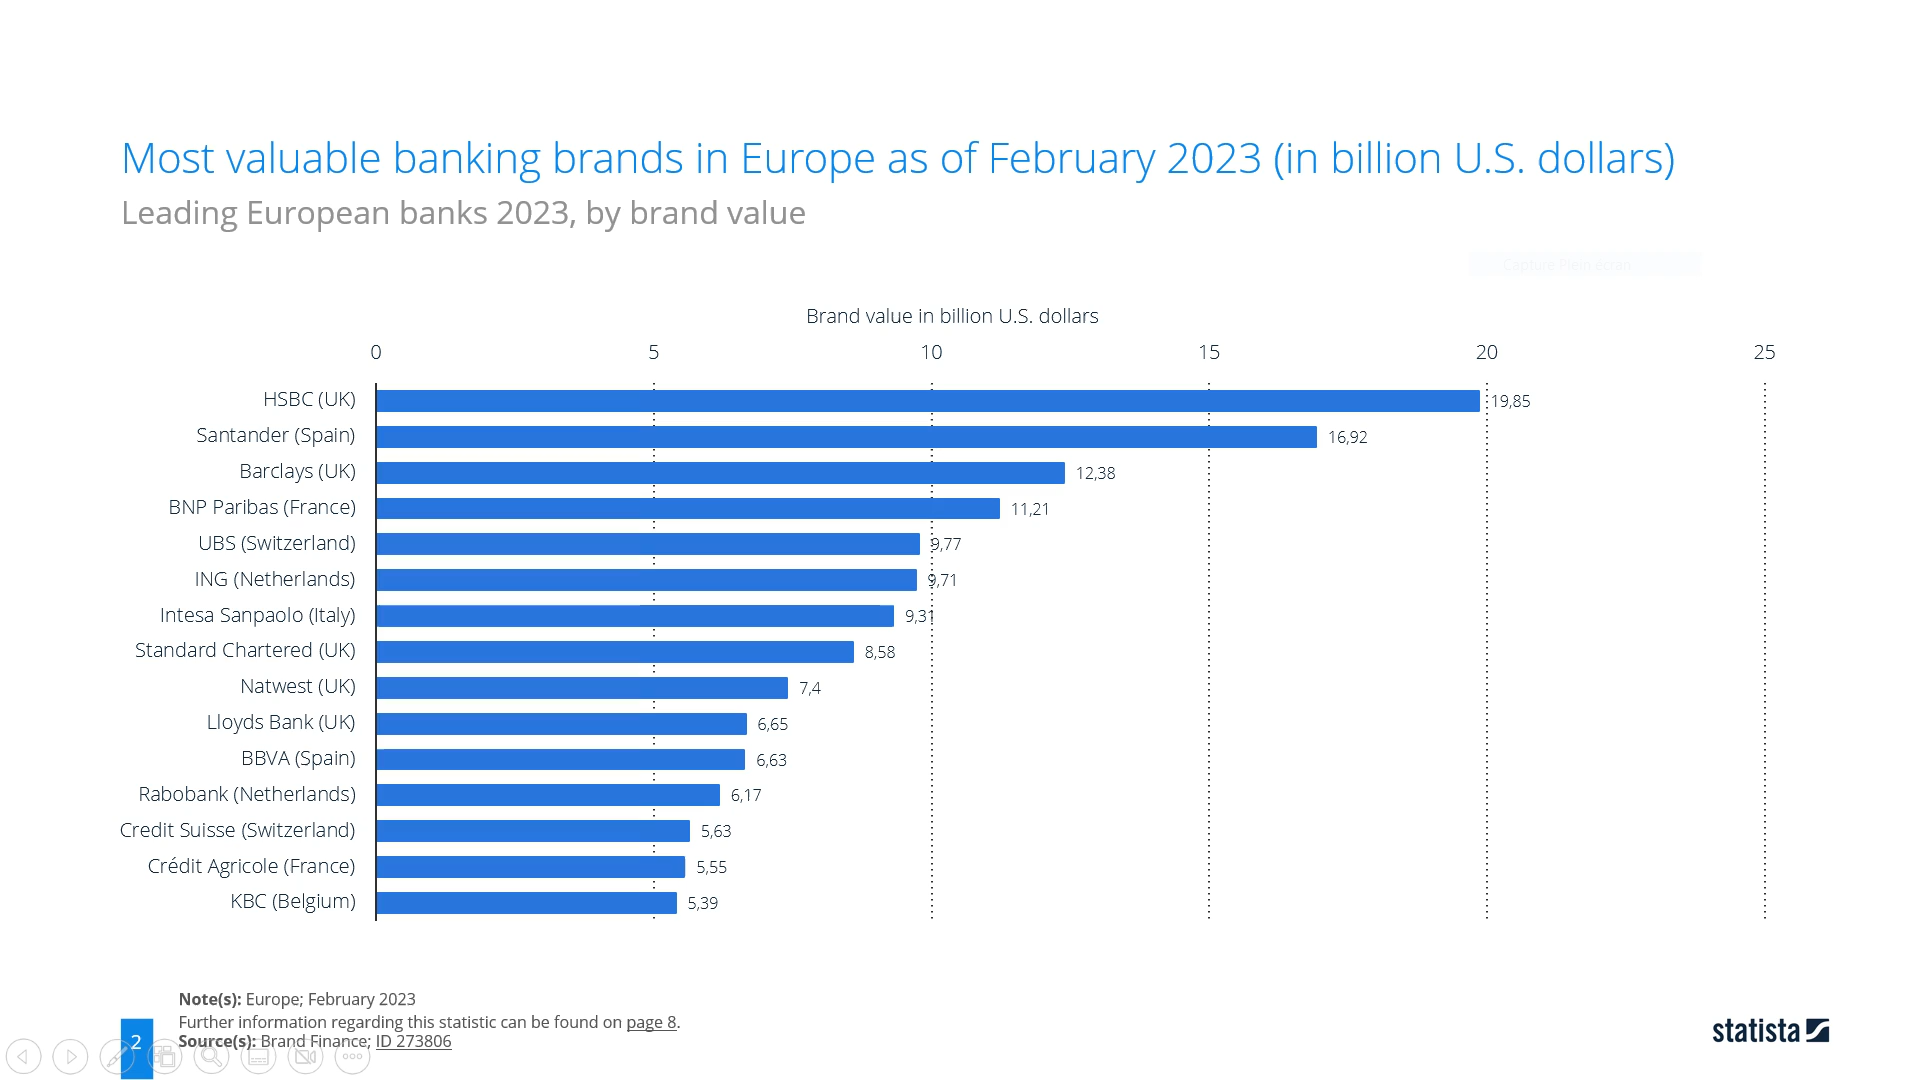 Most valuable banking brands in Europe as of February 2023 (in billion U.S. dollars)
Leading European banks 2023, by brand value
Capture Plein écran
Brand value in billion U.S. dollars
0 5 10 15 20 25
HSBC (UK) 19,85
Santander (Spain) 16,92
Barclays (UK) 12,38
BNP Paribas (France) 11,21
UBS (Switzerland) 9,77
ING (Netherlands) 9,71
Intesa Sanpaolo (Italy) 9,31
Standard Chartered (UK) 8,58
Natwest (UK) 7,4
Lloyds Bank (UK) 6,65
BBVA (Spain) 6,63
Rabobank (Netherlands) 6,17
Credit Suisse (Switzerland) 5,63
Crédit Agricole (France) 5,55
KBC (Belgium) 5,39
Note(s): Europe; February 2023
Further information regarding this statistic can be found on page 8.
Source(s): Brand Finance; ID 273806
2
statista